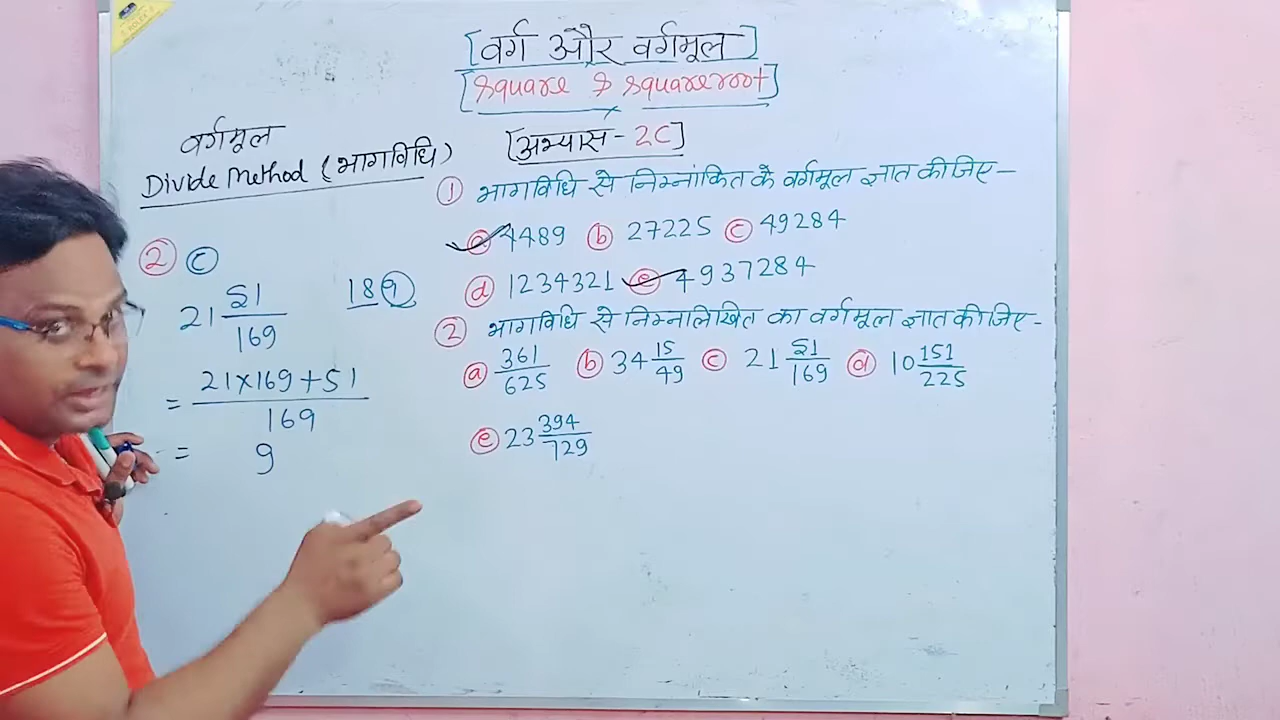 [वर्ग और वर्गमूल]
[Square & Squareroot]
वर्गमूल
Divide Method (भागविधि)
[अभ्यास- 2C]
① भागविधि से निम्नांकित के वर्गमूल ज्ञात कीजिए-
ⓐ 4489 ⓑ 27225 ⓒ 49284
ⓓ 1234321 ⓔ 4937284
② भागविधि से निम्नलिखित का वर्गमूल ज्ञात कीजिए-
ⓐ 361/625 ⓑ 34 15/49 ⓒ 21 51/169 ⓓ 10 151/225
ⓔ 23 394/729
② ⓒ
21 51/169 189
= 21×169+51/169
= 9